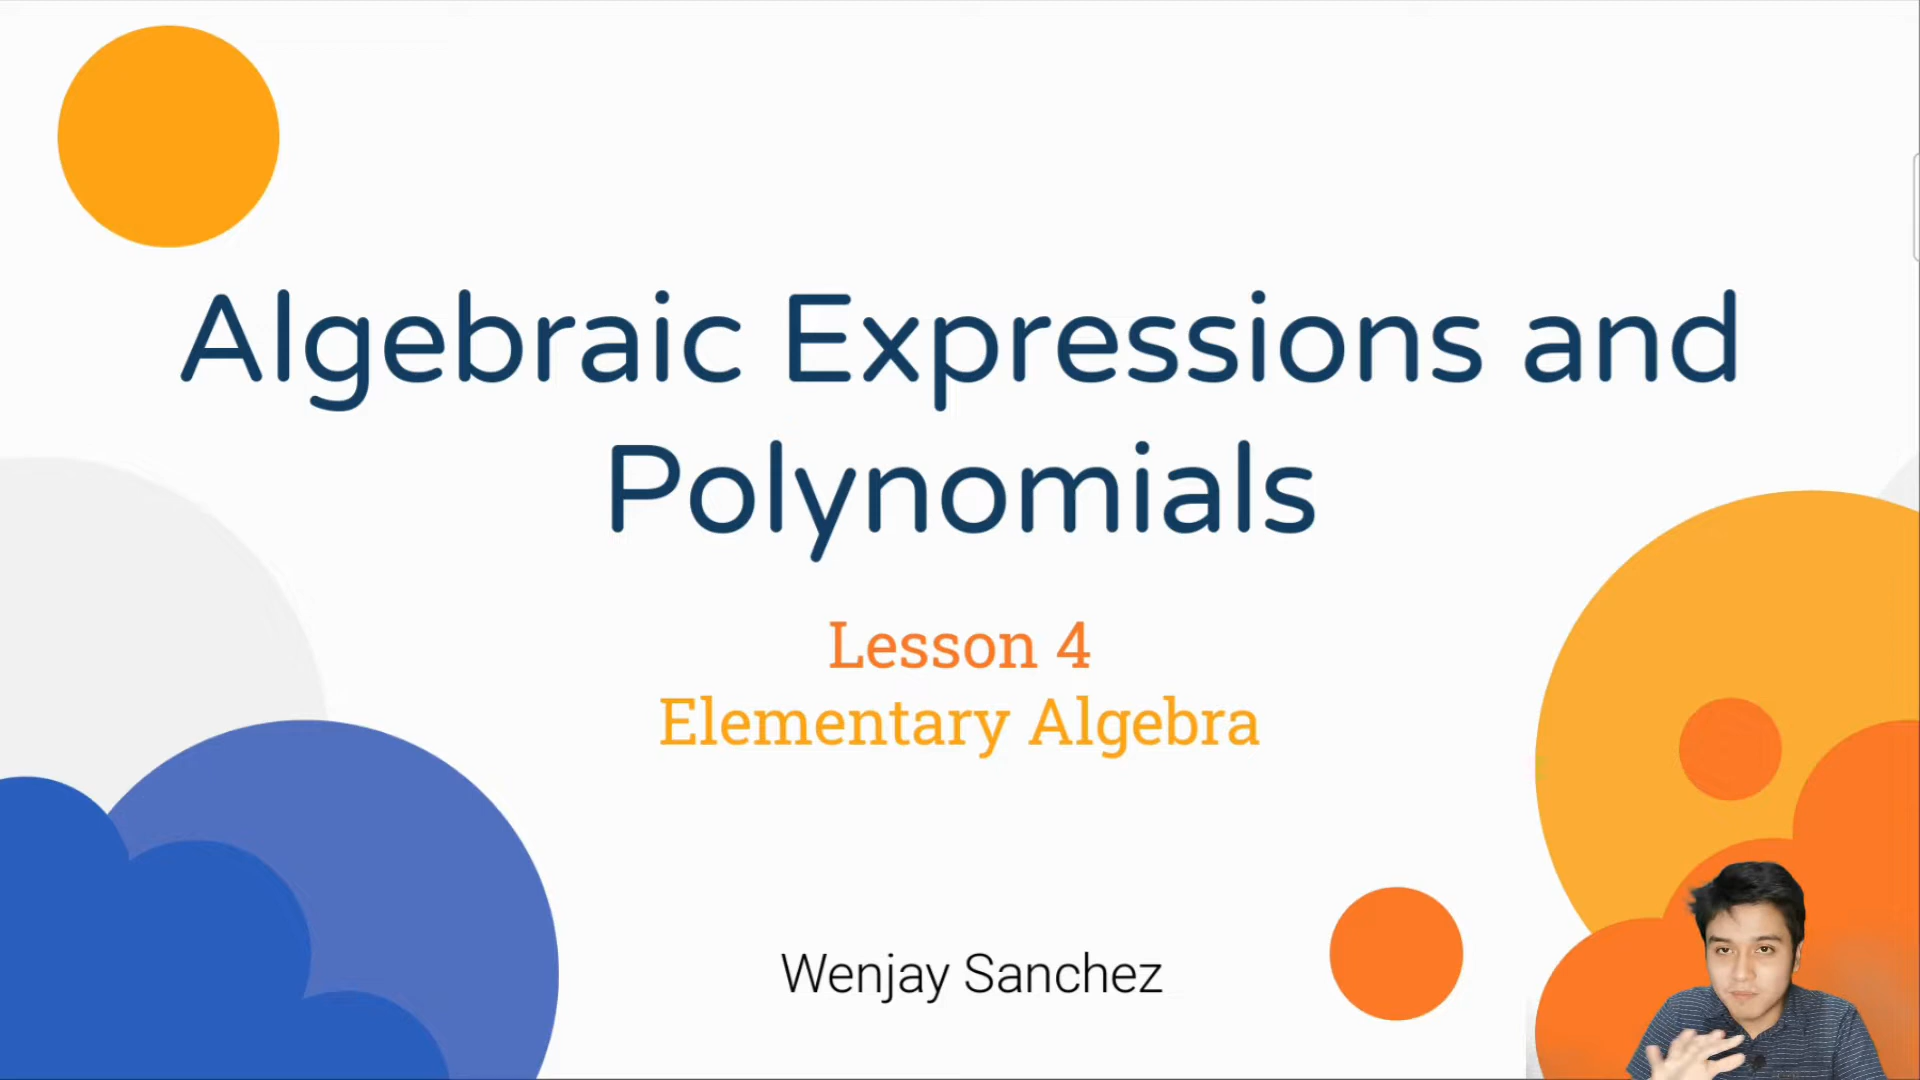 Algebraic Expressions and
Polynomials
Lesson 4
Elementary Algebra
Wenjay Sanchez